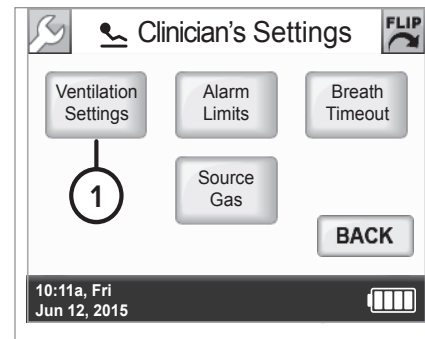 Clinician's Settings
FLIP
Ventilation
Settings
Alarm
Limits
Breath
Timeout
1
Source
Gas
BACK
10:11a, Fri
Jun 12, 2015